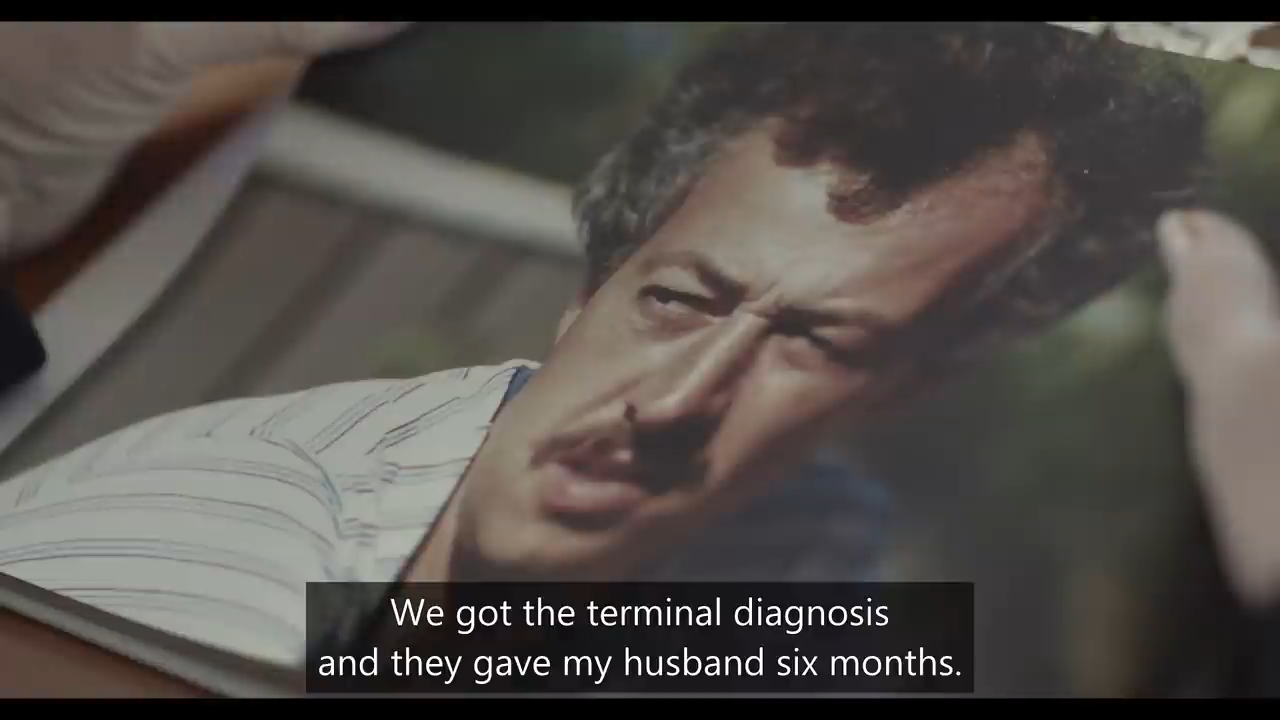 We got the terminal diagnosis
and they gave my husband six months.